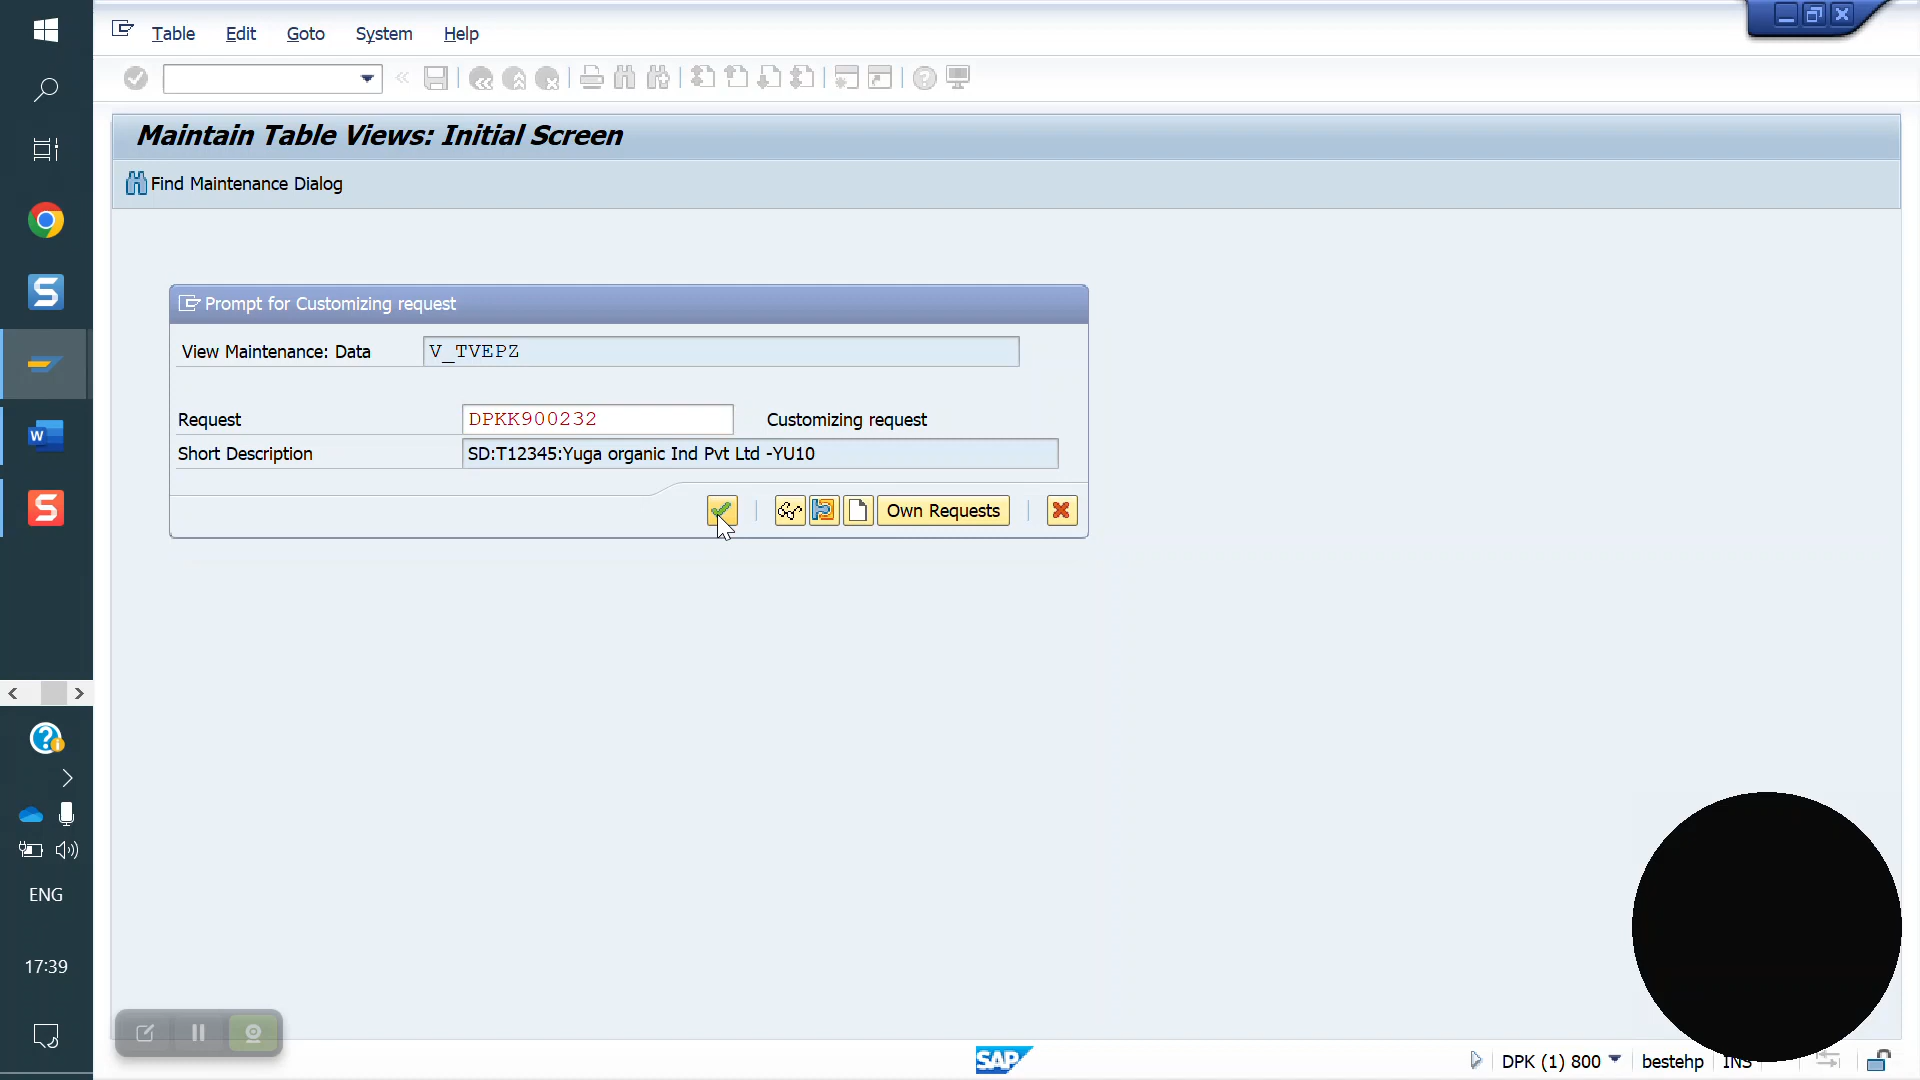 Table Edit Goto System Help
Maintain Table Views: Initial Screen
Find Maintenance Dialog
Prompt for Customizing request
View Maintenance: Data V_TVEPZ
Request DPKK900232 Customizing request
Short Description SD:T12345:Yuga organic Ind Pvt Ltd -YU10
Own Requests
ENG
17:39
SAP
DPK (1) 800 bestehp INS